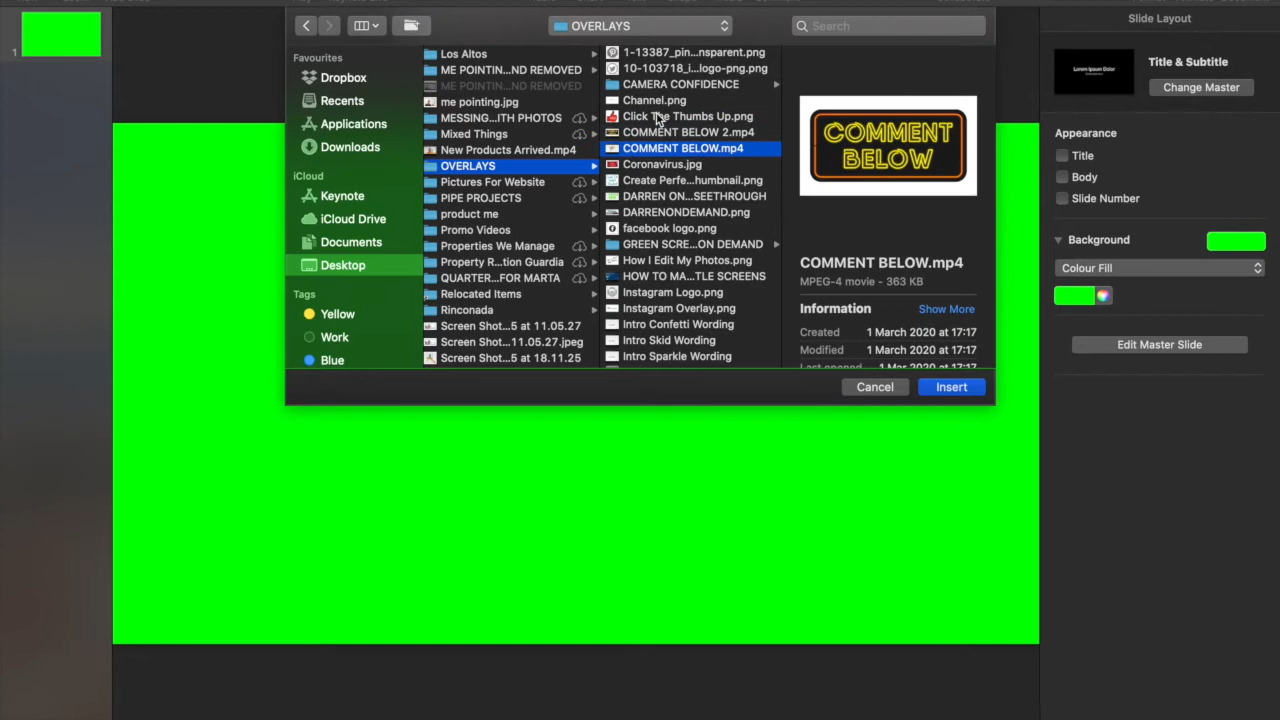 OVERLAYS
Search
Slide Layout
1
Favourites
Dropbox
Recents
Applications
Downloads
iCloud
Keynote
iCloud Drive
Documents
Desktop
Tags
Yellow
Work
Blue
Los Altos
ME POINTIN...ND REMOVED
ME POINTIN...ND REMOVED
me pointing.jpg
MESSING...ITH PHOTOS
Mixed Things
New Products Arrived.mp4
OVERLAYS
Pictures For Website
PIPE PROJECTS
product me
Promo Videos
Properties We Manage
Property R...tion Guardia
QUARTER...FOR MARTA
Relocated Items
Rinconada
Screen Shot...5 at 11.05.27
Screen Shot...11.05.27.jpeg
Screen Shot...5 at 18.11.25
1-13387_pin...nsparent.png
10-103718_i...logo-png.png
CAMERA CONFIDENCE
Channel.png
Click The Thumbs Up.png
COMMENT BELOW 2.mp4
COMMENT BELOW.mp4
Coronavirus.jpg
Create Perfe...humbnail.png
DARREN ON...SEETHROUGH
DARRENONDEMAND.png
facebook logo.png
GREEN SCRE...ON DEMAND
How I Edit My Photos.png
HOW TO MA...TLE SCREENS
Instagram Logo.png
Instagram Overlay.png
Intro Confetti Wording
Intro Skid Wording
Intro Sparkle Wording
COMMENT
BELOW
COMMENT BELOW.mp4
MPEG-4 movie - 363 KB
Information Show More
Created 1 March 2020 at 17:17
Modified 1 March 2020 at 17:17
Last opened
Cancel
Insert
Lorem Ipsum Dolor
Title & Subtitle
Change Master
Appearance
Title
Body
Slide Number
Background
Colour Fill
Edit Master Slide